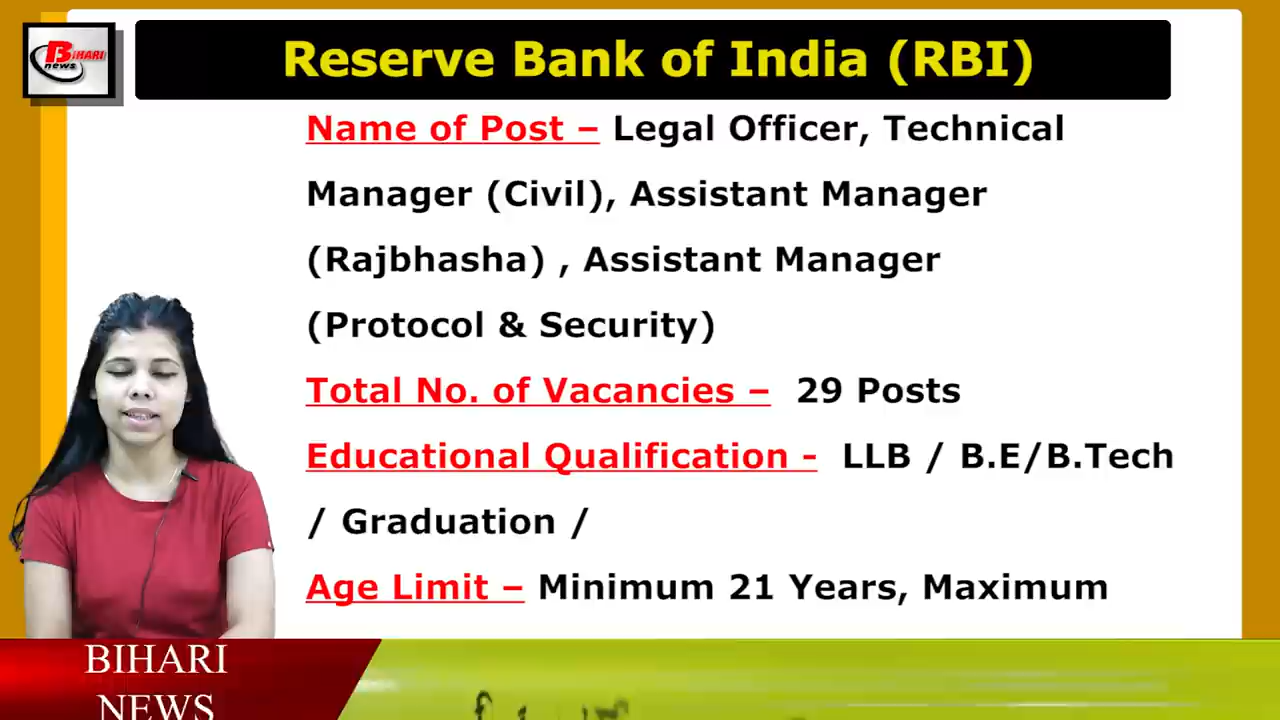 BIHARI
news
Reserve Bank of India (RBI)
Name of Post – Legal Officer, Technical
Manager (Civil), Assistant Manager
(Rajbhasha) , Assistant Manager
(Protocol & Security)
Total No. of Vacancies – 29 Posts
Educational Qualification - LLB / B.E/B.Tech
/ Graduation /
Age Limit – Minimum 21 Years, Maximum
BIHARI
NEWS